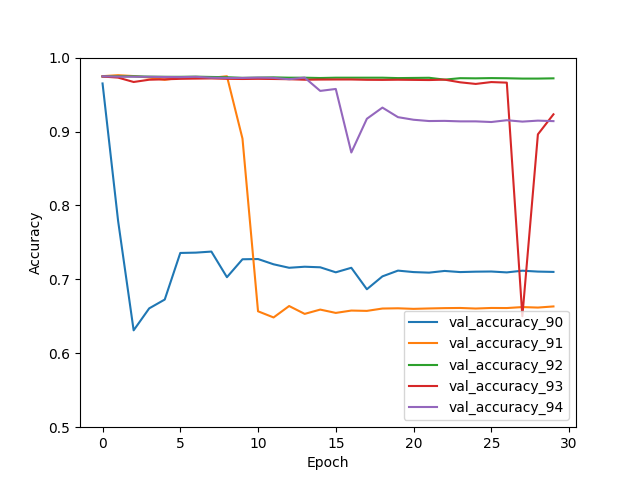 1.0
0.9
0.8
0.7
0.6
0.5
Accuracy
0 5 10 15 20 25 30
Epoch
val_accuracy_90
val_accuracy_91
val_accuracy_92
val_accuracy_93
val_accuracy_94